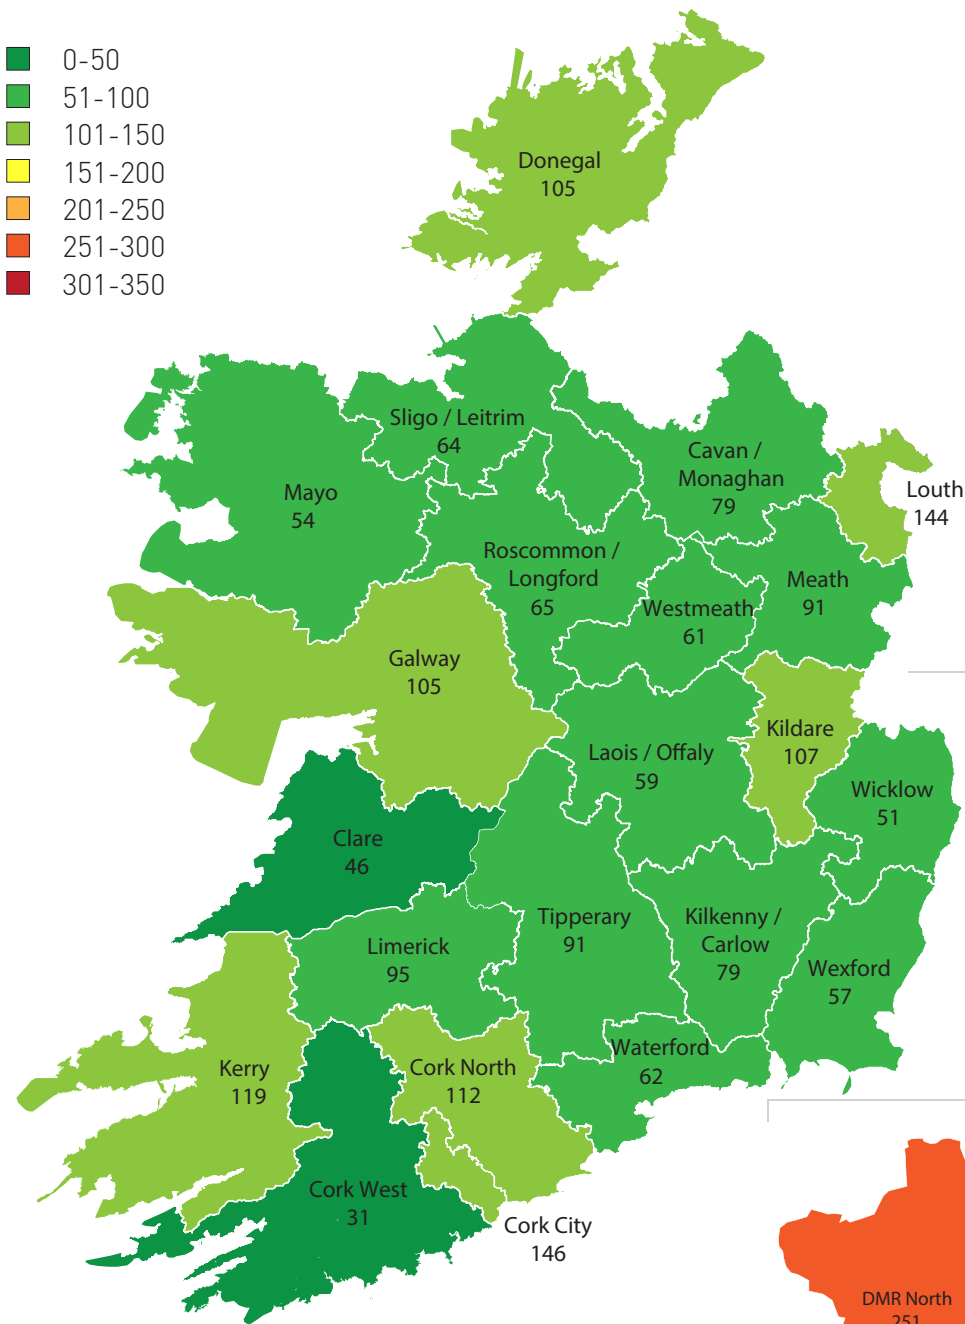 0-50
51-100
101-150
151-200
201-250
251-300
301-350
Donegal
105
Sligo / Leitrim
64
Cavan /
Monaghan
79
Louth
144
Mayo
54
Roscommon /
Longford
65
Westmeath
61
Meath
91
Galway
105
Laois / Offaly
59
Kildare
107
Wicklow
51
Clare
46
Limerick
95
Tipperary
91
Kilkenny /
Carlow
79
Wexford
57
Kerry
119
Cork North
112
Waterford
62
Cork West
31
Cork City
146
DMR North
251